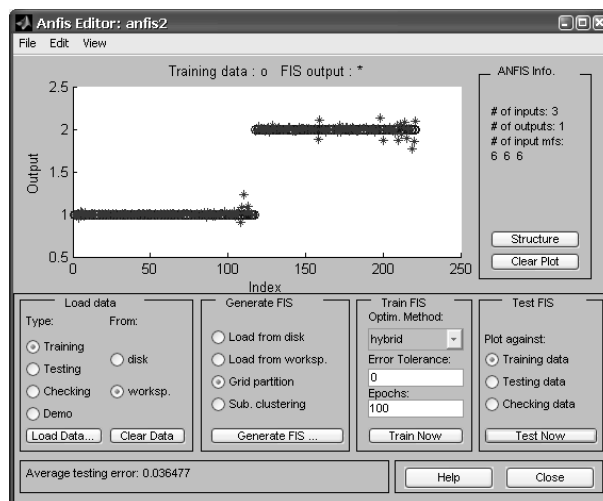 Anfis Editor: anfis2
File Edit View
Training data : o FIS output : *
2.5
2
1.5
1
0.5
Output
0 50 100 150 200 250
Index
ANFIS Info.
# of inputs: 3
# of outputs: 1
# of input mfs:
6 6 6
Structure
Clear Plot
Load data
Type: From:
Training
Testing
Checking
Demo
disk
worksp.
Load Data... Clear Data
Generate FIS
Load from disk
Load from worksp.
Grid partition
Sub. clustering
Generate FIS ...
Train FIS
Optim. Method:
hybrid
Error Tolerance:
0
Epochs:
100
Train Now
Test FIS
Plot against:
Training data
Testing data
Checking data
Test Now
Average testing error: 0.036477
Help Close